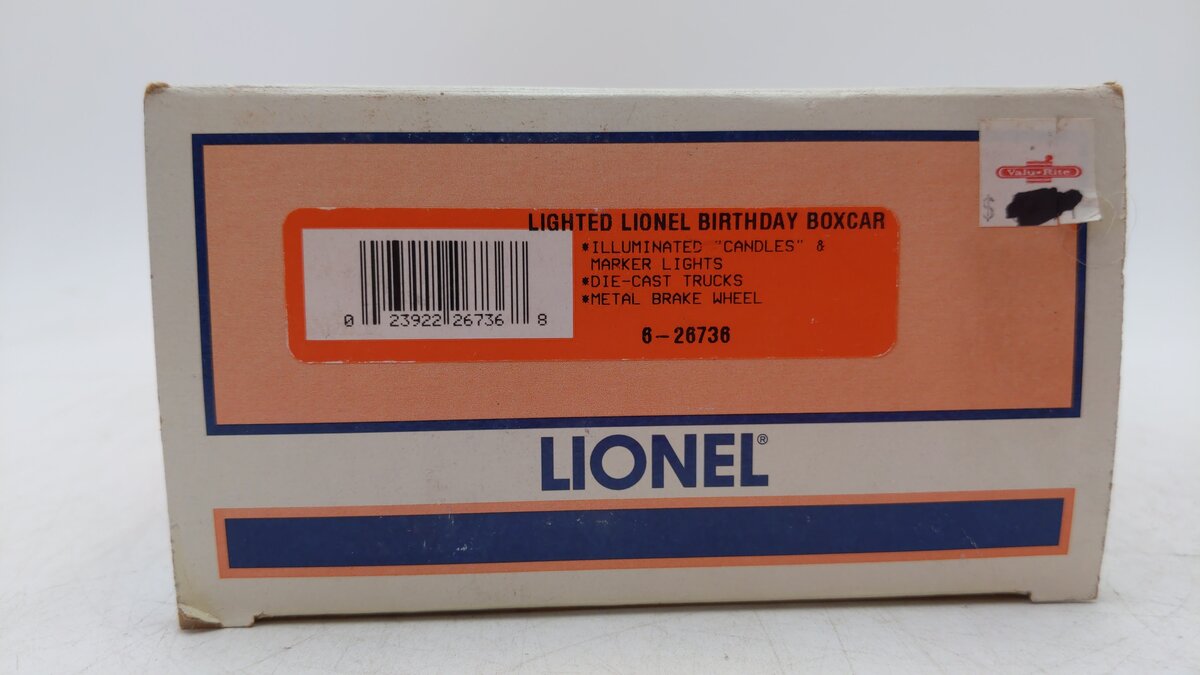 Valu-Rite
$
LIGHTED LIONEL BIRTHDAY BOXCAR
*ILLUMINATED "CANDLES" &
MARKER LIGHTS
*DIE-CAST TRUCKS
*METAL BRAKE WHEEL
6-26736
0 23922 26736 8
LIONEL®